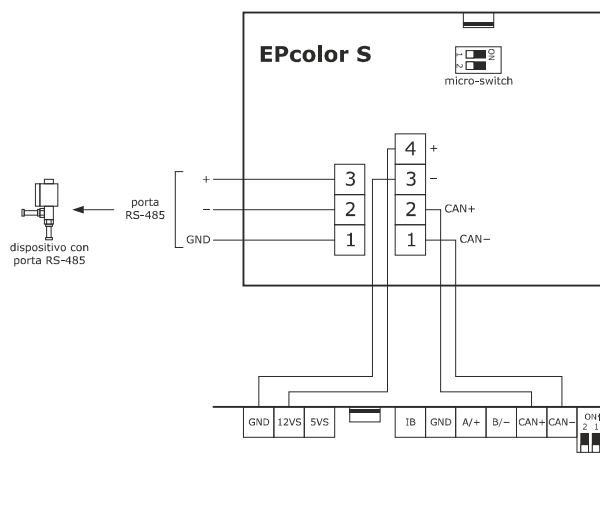 EPcolor S
ON
1
2
micro-switch
4 +
+ 3 3 −
porta
RS-485
− 2 2 CAN+
GND 1 1 CAN−
dispositivo con
porta RS-485
GND 12VS 5VS IB GND A/+ B/− CAN+ CAN−
ON
2 1